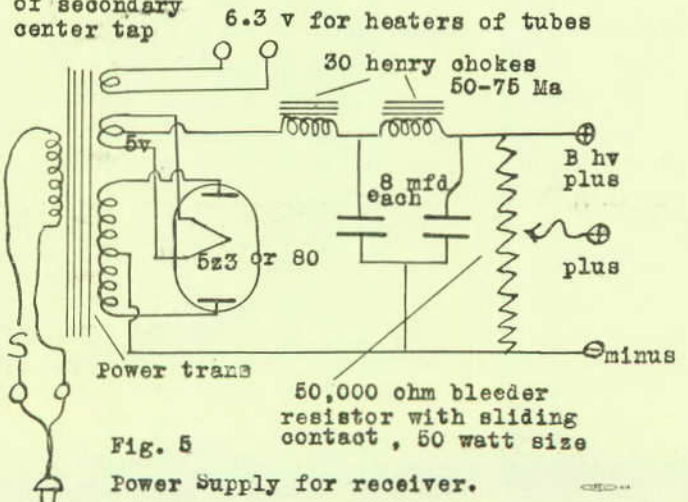 of secondary
center tap
6.3 v for heaters of tubes
30 henry chokes
50-75 Ma
5v
B hv
plus
8 mfd
each
plus
5z3 or 80
S
minus
Power trans
50,000 ohm bleeder
resistor with sliding
contact , 50 watt size
Fig. 5
Power Supply for receiver.